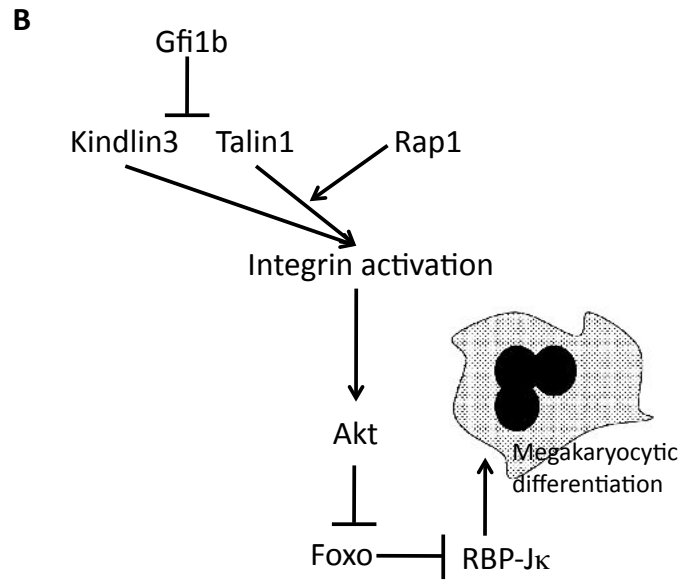 B
Gfi1b
Kindlin3 Talin1 Rap1
Integrin activation
Akt
Megakaryocytic
differentiation
Foxo RBP-Jκ